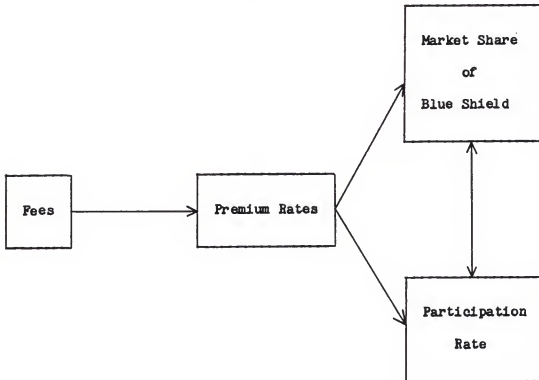 Market Share
of
Blue Shield
Fees
Premium Rates
Participation
Rate